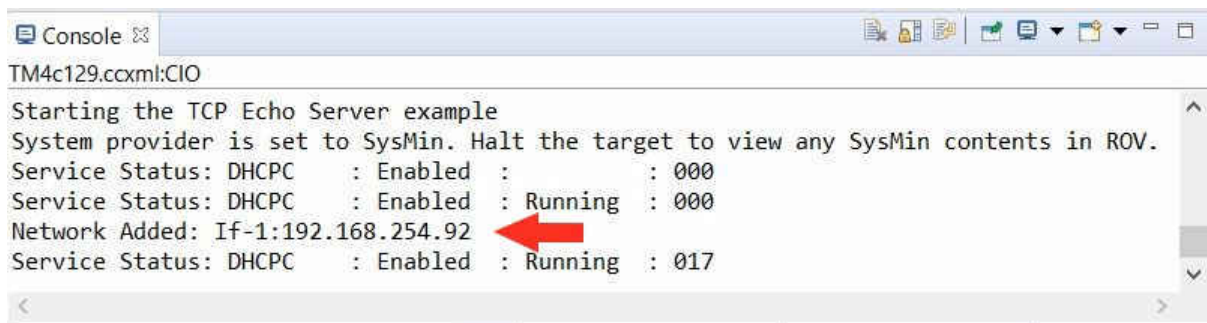 Console
TM4c129.ccxml:CIO
Starting the TCP Echo Server example
System provider is set to SysMin. Halt the target to view any SysMin contents in ROV.
Service Status: DHCPC    : Enabled  :          : 000
Service Status: DHCPC    : Enabled  : Running  : 000
Network Added: If-1:192.168.254.92
Service Status: DHCPC    : Enabled  : Running  : 017